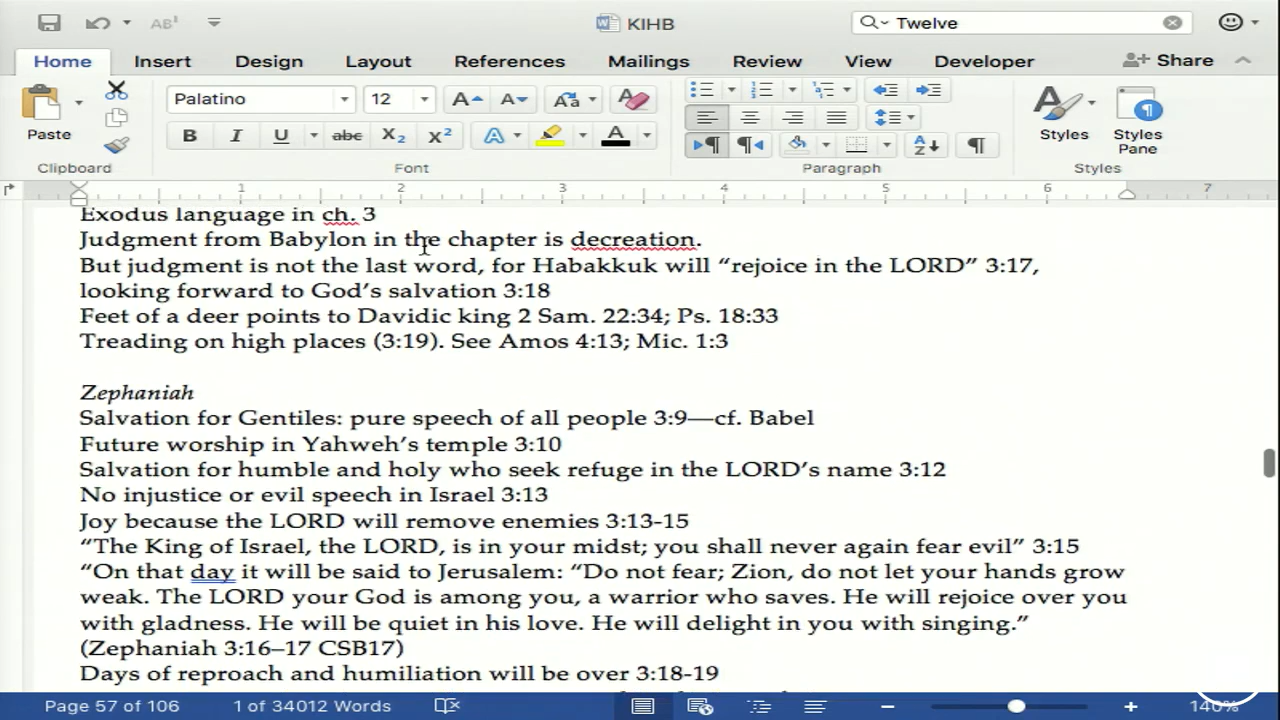 KIHB
Twelve
Home Insert Design Layout References Mailings Review View Developer Share
Palatino 12
Paste
B I U abc X2 X2 A A
Styles Styles Pane
Clipboard Font Paragraph Styles
1 2 3 4 5 6 7
Exodus language in ch. 3
Judgment from Babylon in the chapter is decreation.
But judgment is not the last word, for Habakkuk will “rejoice in the LORD” 3:17,
looking forward to God’s salvation 3:18
Feet of a deer points to Davidic king 2 Sam. 22:34; Ps. 18:33
Treading on high places (3:19). See Amos 4:13; Mic. 1:3
Zephaniah
Salvation for Gentiles: pure speech of all people 3:9—cf. Babel
Future worship in Yahweh’s temple 3:10
Salvation for humble and holy who seek refuge in the LORD’s name 3:12
No injustice or evil speech in Israel 3:13
Joy because the LORD will remove enemies 3:13-15
“The King of Israel, the LORD, is in your midst; you shall never again fear evil” 3:15
“On that day it will be said to Jerusalem: “Do not fear; Zion, do not let your hands grow
weak. The LORD your God is among you, a warrior who saves. He will rejoice over you
with gladness. He will be quiet in his love. He will delight in you with singing.”
(Zephaniah 3:16–17 CSB17)
Days of reproach and humiliation will be over 3:18-19
Page 57 of 106 1 of 34012 Words 140%